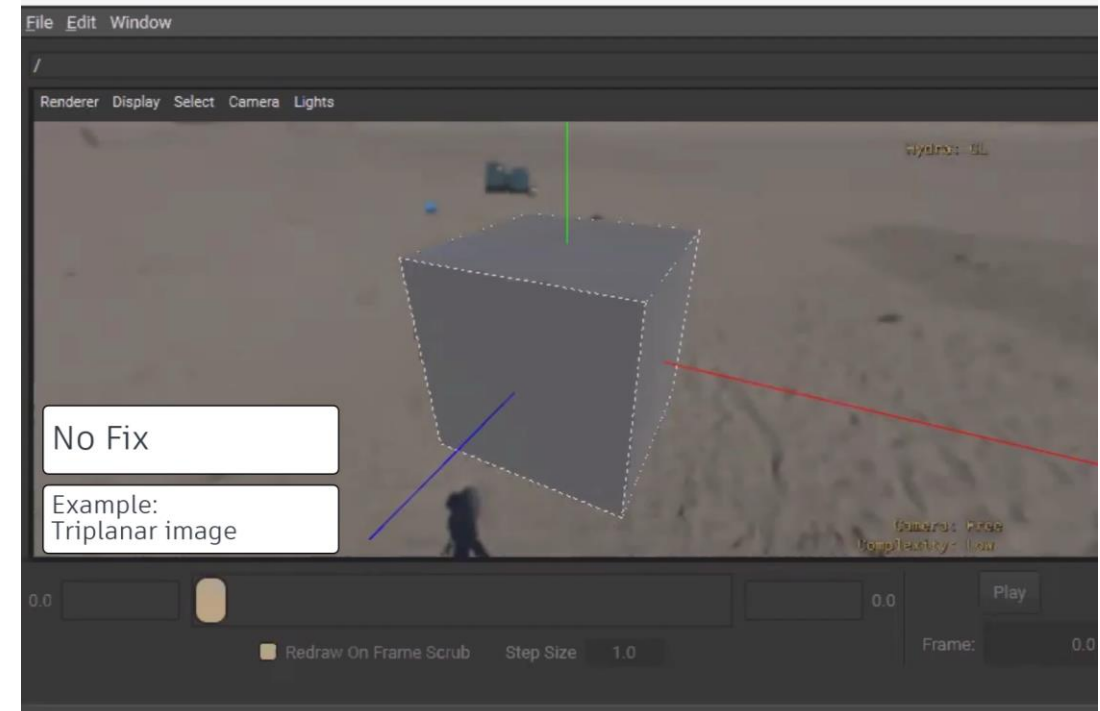 File Edit Window
/
Renderer Display Select Camera Lights
Hydra: GL
No Fix
Example:
Triplanar image
Camera: Free
Complexity: Low
0.0
0.0
Play
Redraw On Frame Scrub
Step Size
1.0
Frame:
0.0